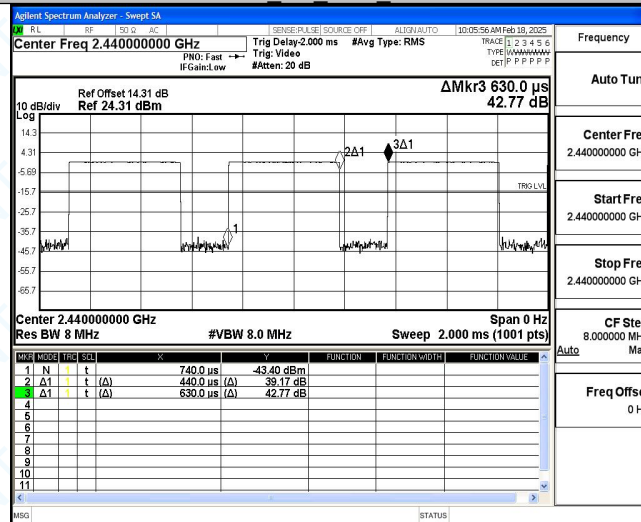 Agilent Spectrum Analyzer - Swept SA
RL RF 50 Ω AC SENSE:PULSE SOURCE OFF ALIGN AUTO 10:05:56 AM Feb 18, 2025
Center Freq 2.440000000 GHz
PNO: Fast
IFGain:Low
Trig Delay-2.000 ms
Trig: Video
#Atten: 20 dB
#Avg Type: RMS
TRACE 1 2 3 4 5 6
TYPE
DET P P P P P P
ΔMkr3 630.0 µs
42.77 dB
Ref Offset 14.31 dB
10 dB/div Ref 24.31 dBm
Log
14.3
4.31
-5.69
-15.7
-25.7
-35.7
-45.7
-65.7
2Δ1
3Δ1
1
TRIG LVL
Center 2.440000000 GHz Span 0 Hz
Res BW 8 MHz #VBW 8.0 MHz Sweep 2.000 ms (1001 pts)
MKR MODE TRC SCL X Y FUNCTION FUNCTION WIDTH FUNCTION VALUE
1 N 1 t 740.0 µs -43.40 dBm
2 Δ1 1 t (Δ) 440.0 µs (Δ) 39.17 dB
3 Δ1 1 t (Δ) 630.0 µs (Δ) 42.77 dB
4
5
6
7
8
9
10
11
MSG STATUS
Frequency
Auto Tun
Center Fre
2.440000000 GH
Start Fre
2.440000000 GH
Stop Fre
2.440000000 GH
CF Ste
8.000000 MH
Auto Ma
Freq Offse
0 H